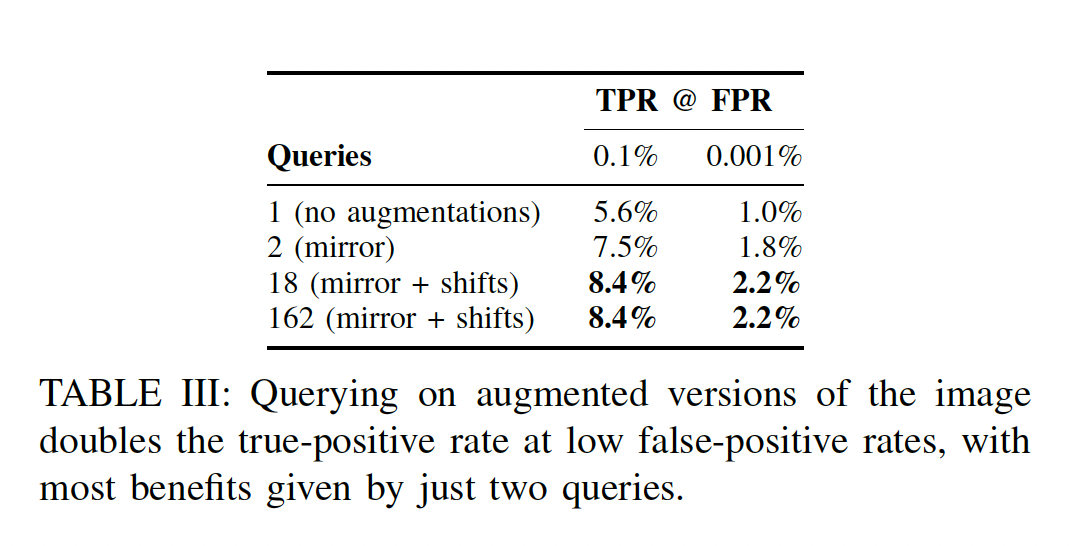 TPR @ FPR
Queries 0.1% 0.001%
1 (no augmentations) 5.6% 1.0%
2 (mirror) 7.5% 1.8%
18 (mirror + shifts) 8.4% 2.2%
162 (mirror + shifts) 8.4% 2.2%
TABLE III: Querying on augmented versions of the image
doubles the true-positive rate at low false-positive rates, with
most benefits given by just two queries.